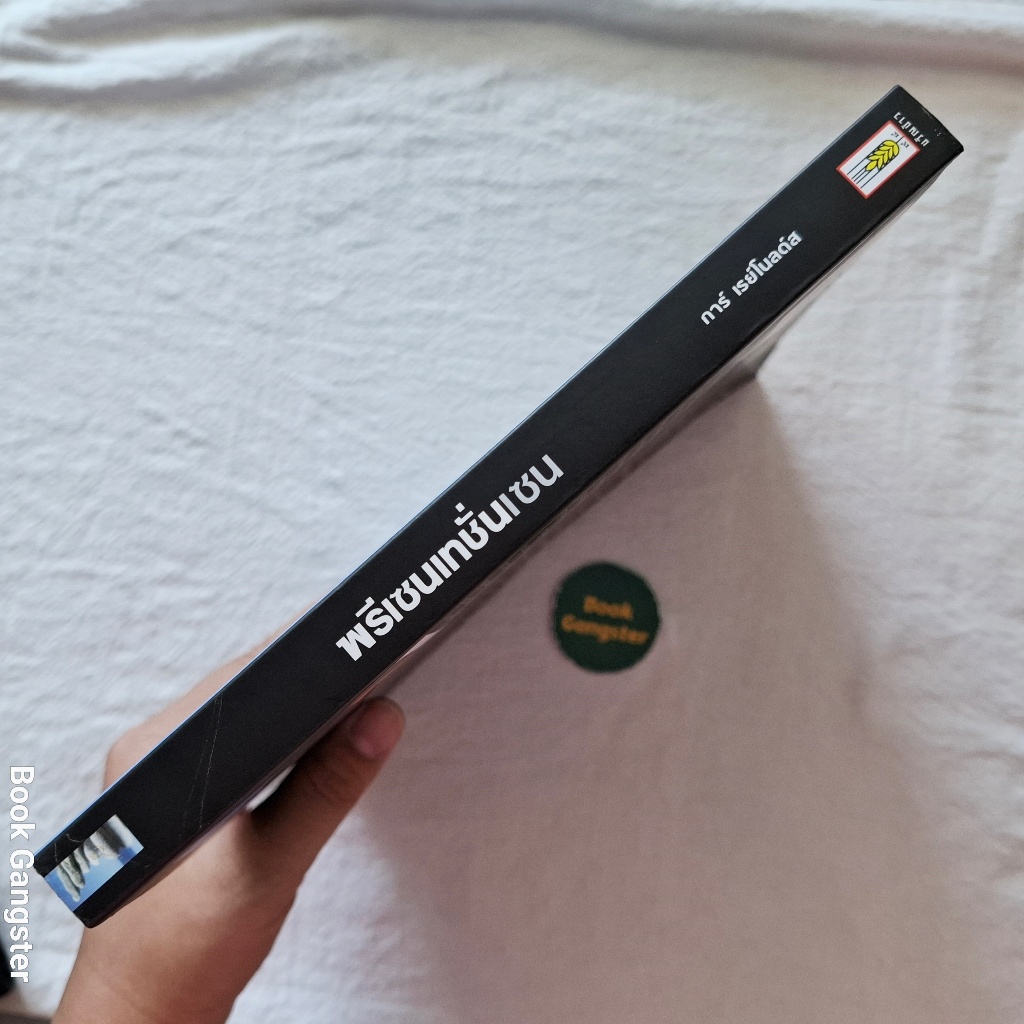 พรีเซนเทชั่นเซน
การ์ เรย์โนลด์ส
Book
Gangster
Book Gangster